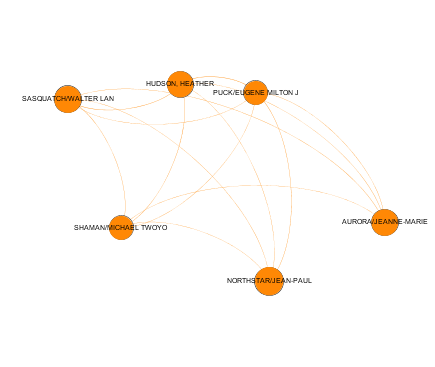 HUDSON, HEATHER
PUCK/EUGENE MILTON J
SASQUATCH/WALTER LAN
AURORA/JEANNE-MARIE
SHAMAN/MICHAEL TWOYO
NORTHSTAR/JEAN-PAUL